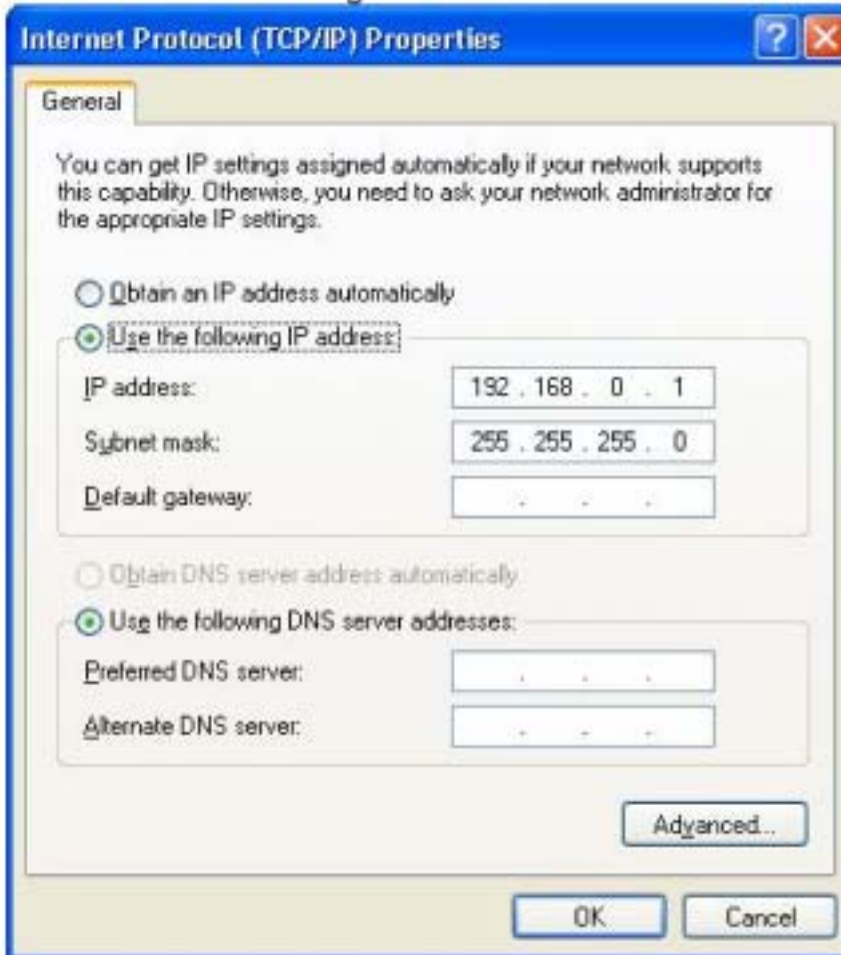 Internet Protocol (TCP/IP) Properties
General
You can get IP settings assigned automatically if your network supports
this capability. Otherwise, you need to ask your network administrator for
the appropriate IP settings.
Obtain an IP address automatically
Use the following IP address:
IP address: 192 . 168 . 0 . 1
Subnet mask: 255 . 255 . 255 . 0
Default gateway: . . .
Obtain DNS server address automatically
Use the following DNS server addresses:
Preferred DNS server: . . .
Alternate DNS server: . . .
Advanced...
OK Cancel